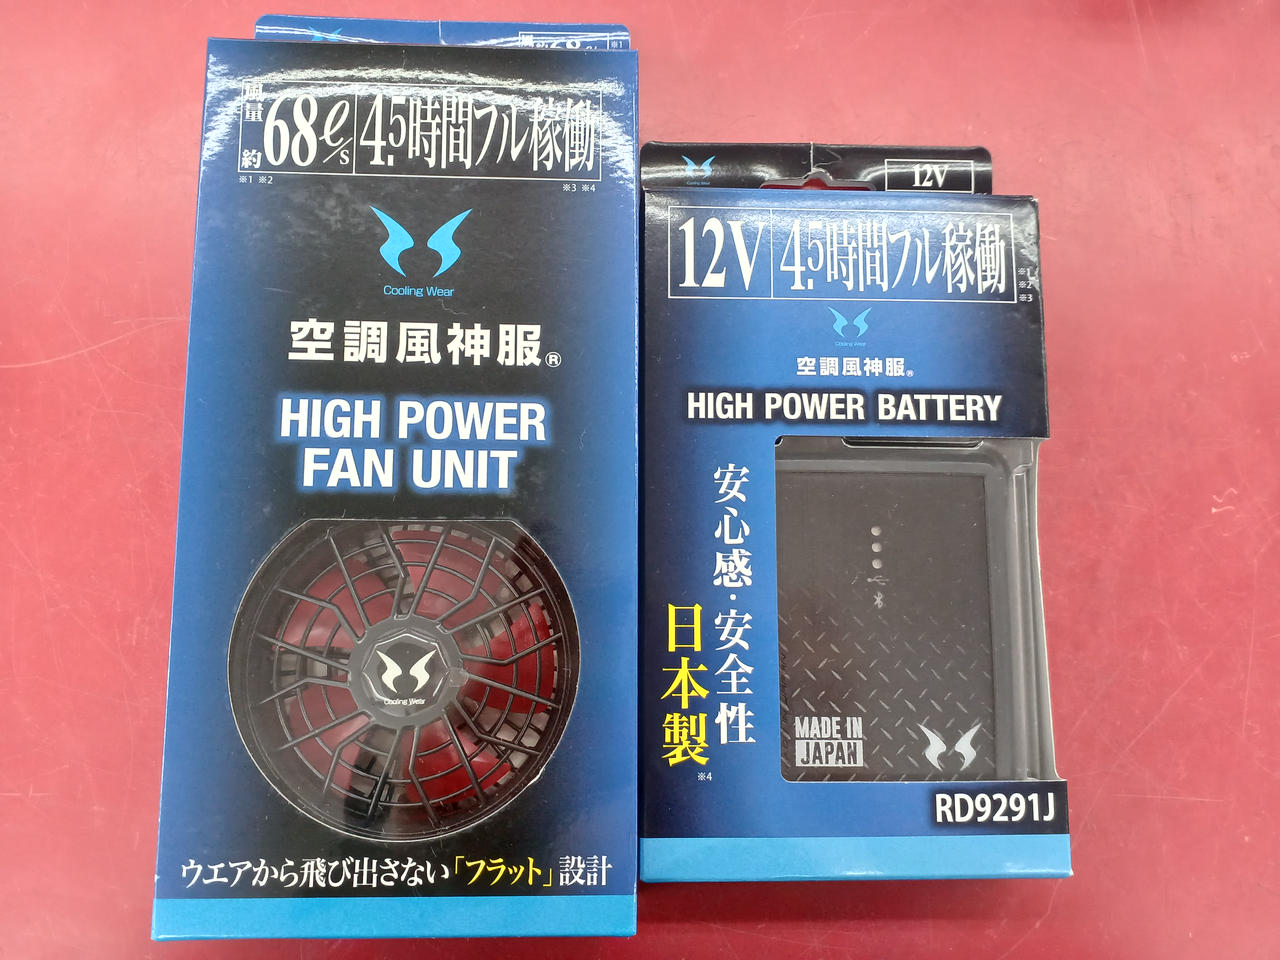 風量
約
68ℓ/s
4.5時間フル稼働
※1 ※2
※3 ※4
Cooling Wear
空調風神服®
HIGH POWER
FAN UNIT
Cooling Wear
ウエアから飛び出さない「フラット」設計
12V
12V
4.5時間フル稼働
※1
※2
※3
Cooling Wear
空調風神服®
HIGH POWER BATTERY
安心感・安全性
日本製
※4
MADE IN
JAPAN
RD9291J